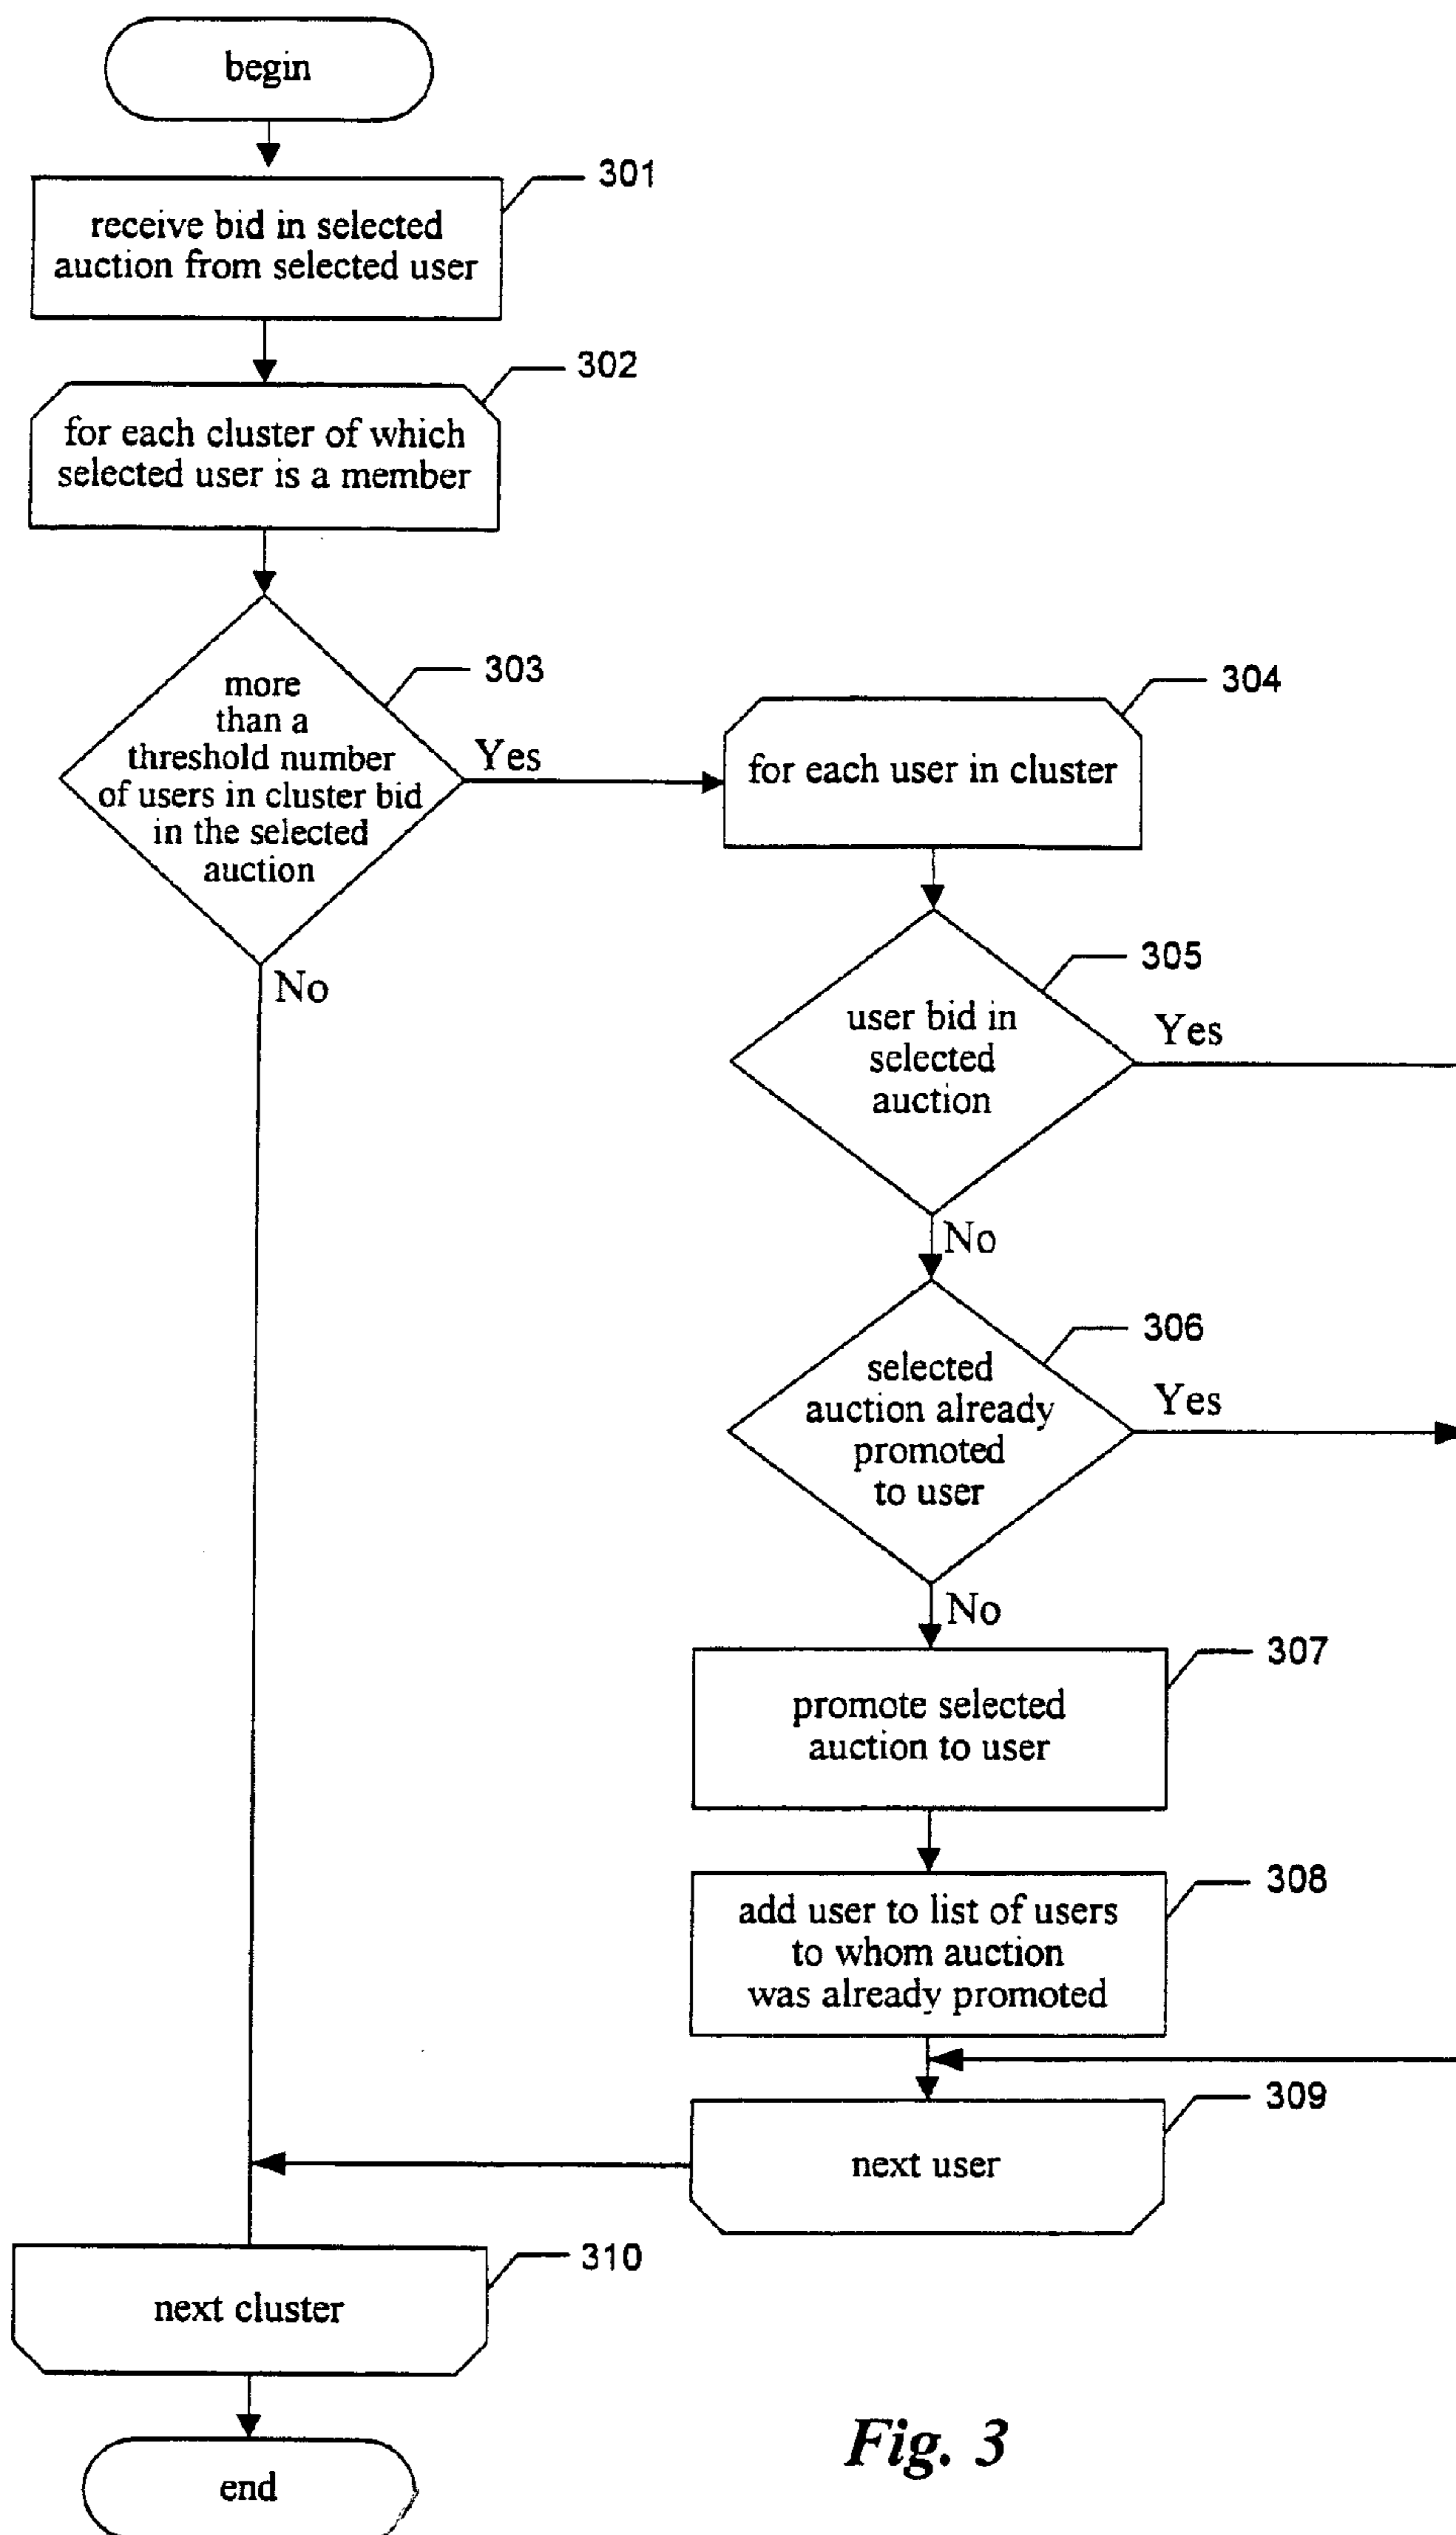 begin
301
receive bid in selected
auction from selected user
302
for each cluster of which
selected user is a member
303
more
than a
threshold number
of users in cluster bid
in the selected
auction
Yes
No
304
for each user in cluster
305
user bid in
selected
auction
Yes
No
306
selected
auction already
promoted
to user
Yes
No
307
promote selected
auction to user
308
add user to list of users
to whom auction
was already promoted
309
next user
310
next cluster
end
Fig. 3